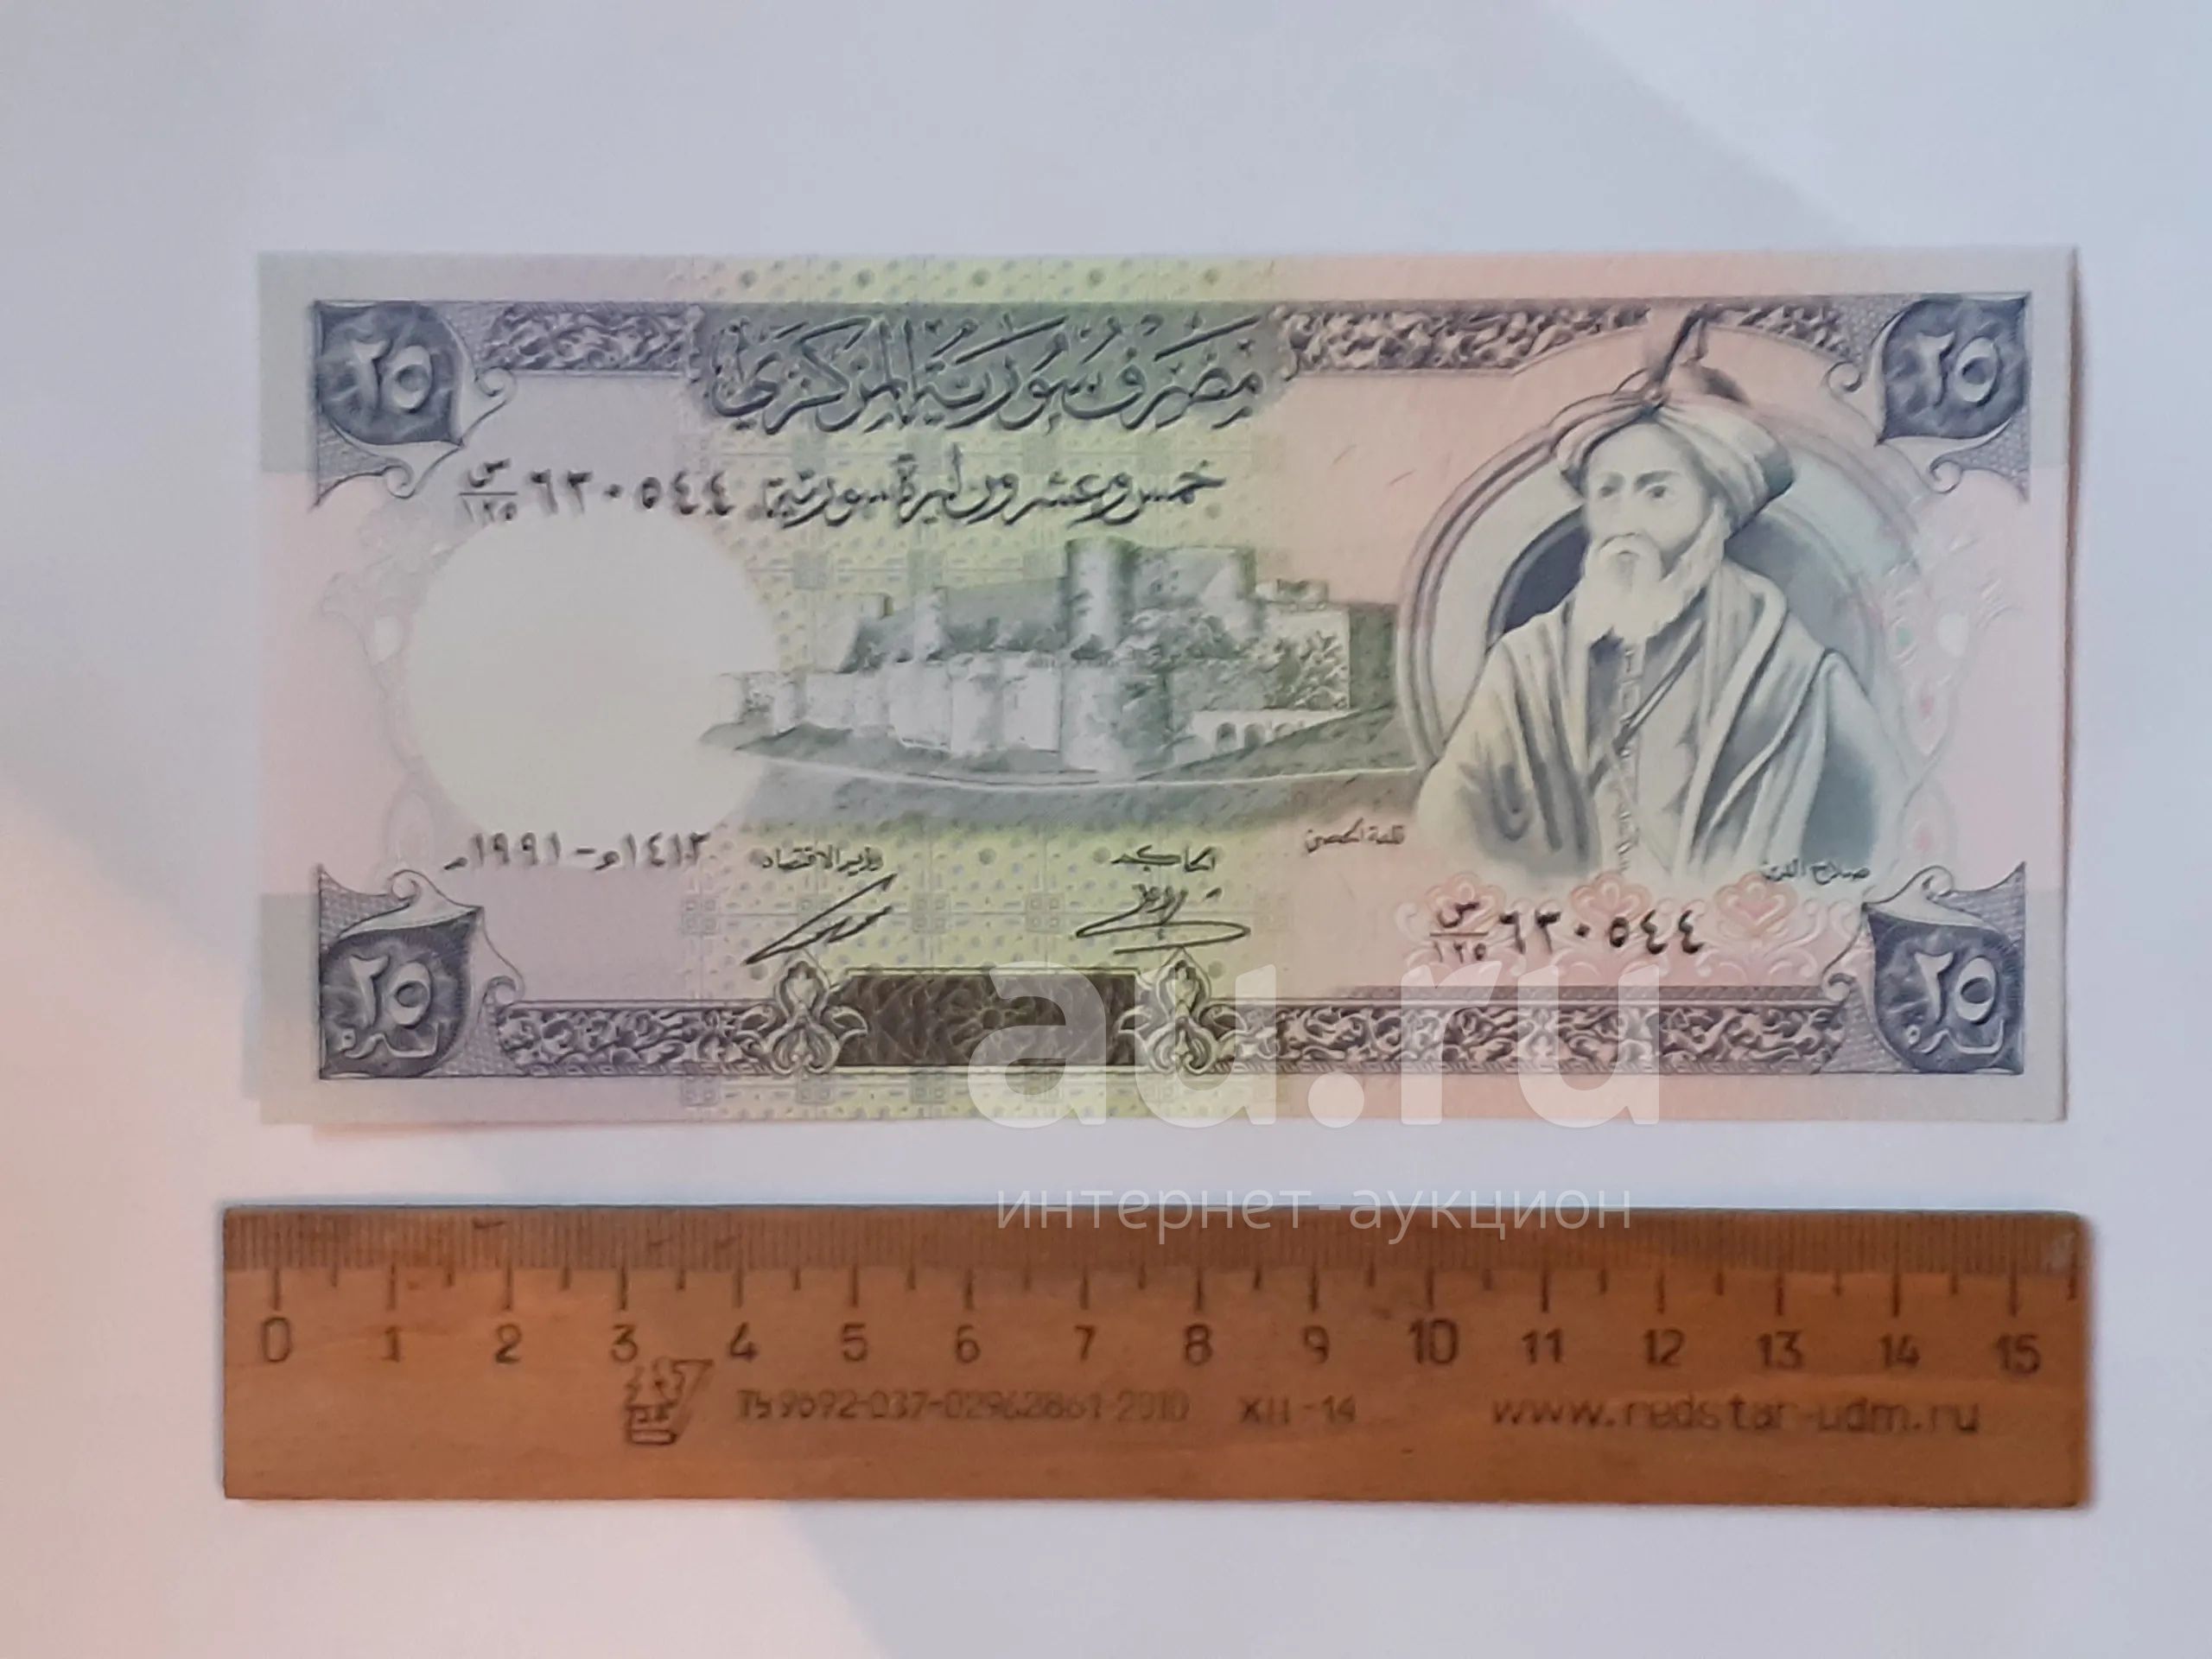 ٢٥
٢٥
مصرف سورية المركزي
خمس وعشرون ليرة سورية
س
١٢٥ ٦٣٠٥٤٤
١٩٩١م - ١٤١٢هـ
وزير الاقتصاد
الحاكم
قلعة الحصن
صلاح الدين
س
١٢٥ ٦٣٠٥٤٤
٢٥
٢٥
au.ru
интернет-аукцион
0 1 2 3 4 5 6 7 8 9 10 11 12 13 14 15
XII-14
www.redstar-udm.ru